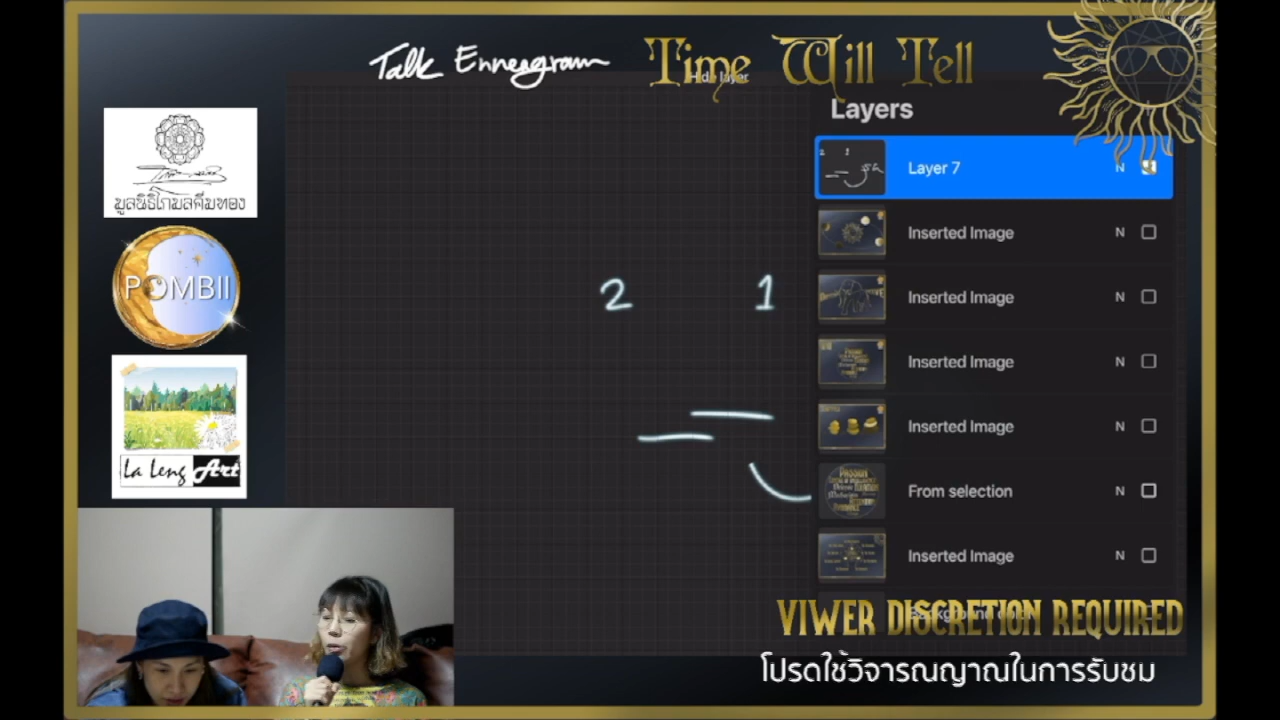 Talk Enneagram Time Will Tell
Layers
Layer 7 N
Inserted Image N
Inserted Image N
Inserted Image N
Inserted Image N
From selection N
Inserted Image N
มูลนิธิโกมลคีมทอง
POMBII
La Leng Art
2 1
VIWER DISCRETION REQUIRED
โปรดใช้วิจารณญาณในการรับชม